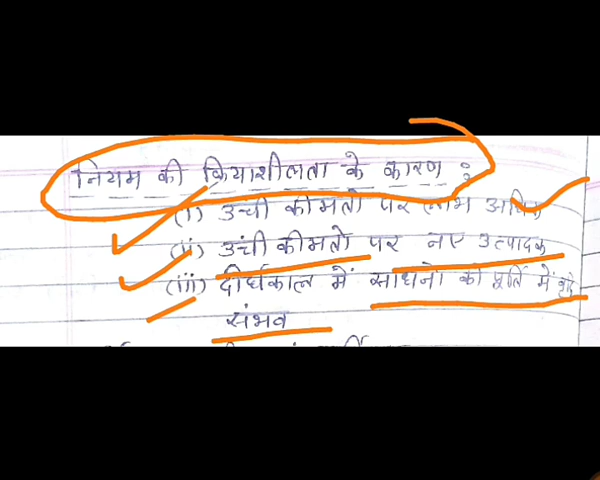 नियम की क्रियाशीलता के कारण :
(i) उंची कीमतो पर लाभ अधिक
(ii) उंची कीमतो पर नए उत्पादक
(iii) दीर्घकाल में साधनो की पूर्ति में वृद्धि
संभव